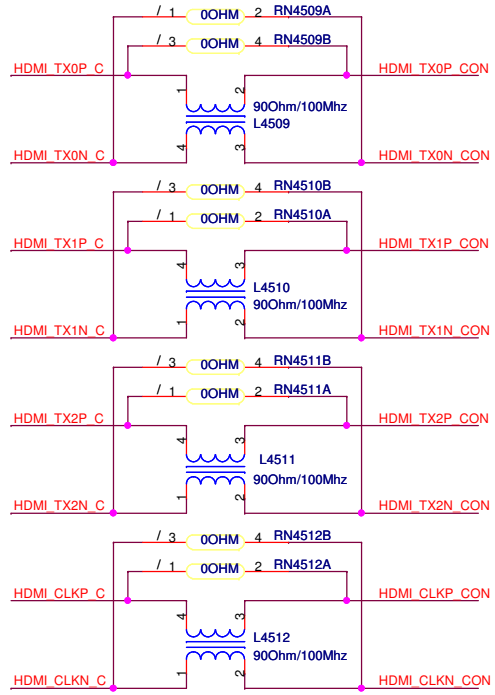 / 1 0OHM 2 RN4509A
/ 3 0OHM 4 RN4509B
HDMI_TX0P_C HDMI_TX0P_CON
1 2 90Ohm/100Mhz
L4509
4 3
HDMI_TX0N_C HDMI_TX0N_CON
/ 3 0OHM 4 RN4510B
/ 1 0OHM 2 RN4510A
HDMI_TX1P_C HDMI_TX1P_CON
4 3
L4510
90Ohm/100Mhz
1 2
HDMI_TX1N_C HDMI_TX1N_CON
/ 3 0OHM 4 RN4511B
/ 1 0OHM 2 RN4511A
HDMI_TX2P_C HDMI_TX2P_CON
4 3
L4511
90Ohm/100Mhz
1 2
HDMI_TX2N_C HDMI_TX2N_CON
/ 3 0OHM 4 RN4512B
/ 1 0OHM 2 RN4512A
HDMI_CLKP_C HDMI_CLKP_CON
4 3
L4512
90Ohm/100Mhz
1 2
HDMI_CLKN_C HDMI_CLKN_CON